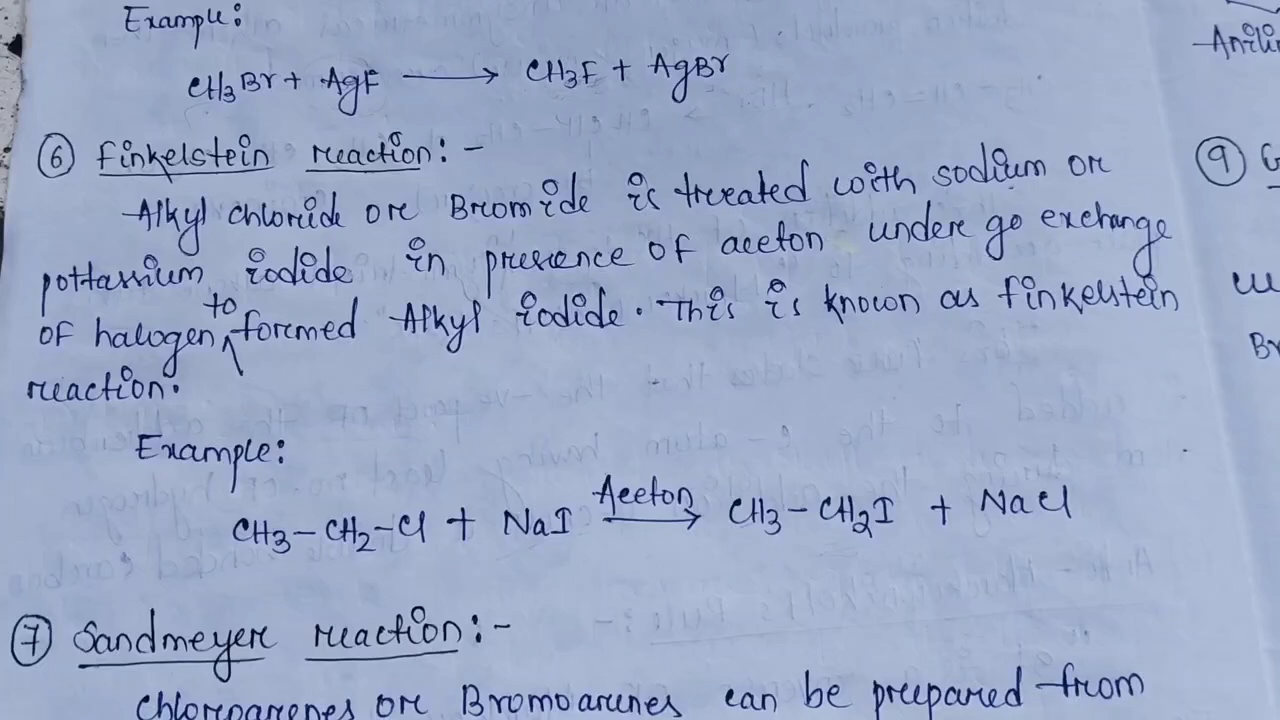 Example:
CH3Br + AgF ⟶ CH3F + AgBr
⑥ Finkelstein reaction:-
Alkyl chloride or Bromide is treated with sodium or
pottassium iodide in presence of aceton under go exchange
to
of halogen, formed Alkyl iodide. This is known as finkelstein
reaction.
Example:
CH3-CH2-Cl + NaI Aceton⟶ CH3-CH2I + NaCl
⑦ Sandmeyer reaction:-
Chloroarenes or Bromoarenes can be prepared from
⑨
Br